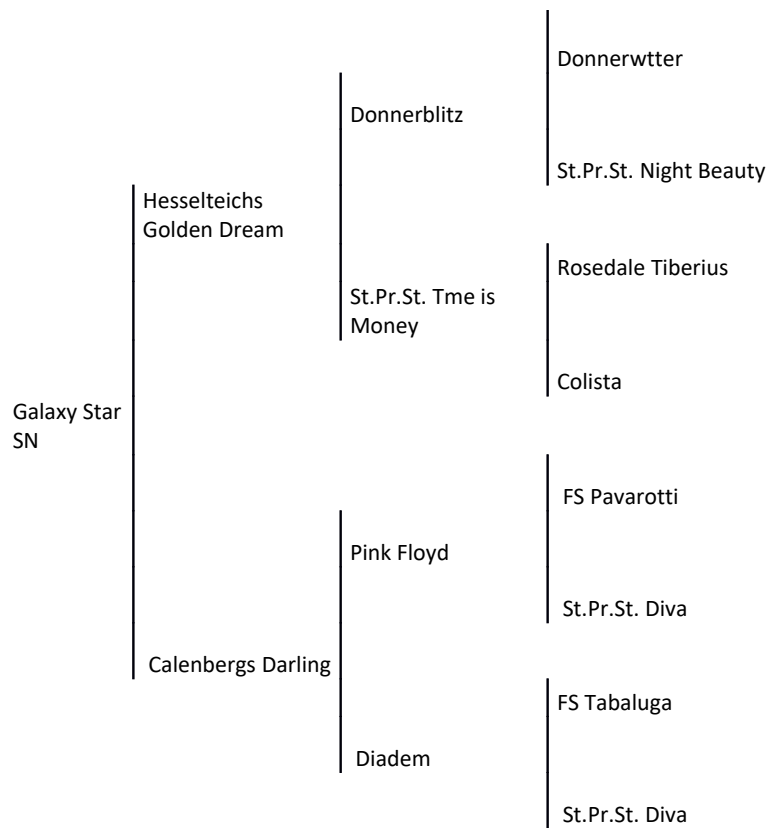 Donnerwtter
Donnerblitz
St.Pr.St. Night Beauty
Hesselteichs
Golden Dream
Rosedale Tiberius
St.Pr.St. Tme is
Money
Colista
Galaxy Star
SN
FS Pavarotti
Pink Floyd
St.Pr.St. Diva
Calenbergs Darling
FS Tabaluga
Diadem
St.Pr.St. Diva